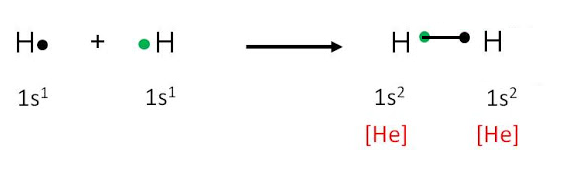 H• + •H ⟶ H •—• H
1s¹ 1s¹ 1s² 1s²
[He] [He]